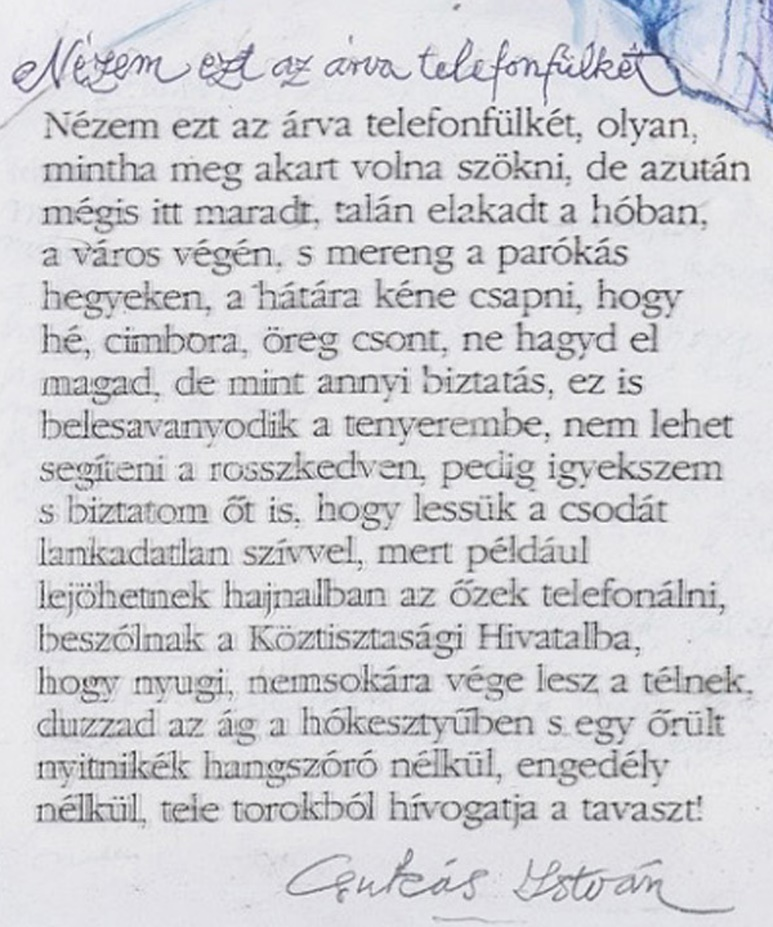 Nézem ezt az árva telefonfülkét
Nézem ezt az árva telefonfülkét, olyan,
mintha meg akart volna szökni, de azután
mégis itt maradt, talán elakadt a hóban,
a város végén, s mereng a parókás
hegyeken, a hátára kéne csapni, hogy
hé, cimbora, öreg csont, ne hagyd el
magad, de mint annyi biztatás, ez is
belesavanyodik a tenyerembe, nem lehet
segíteni a rosszkedven, pedig igyekszem
s biztatom őt is, hogy lessük a csodát
lankadatlan szívvel, mert például
lejöhetnek hajnalban az őzek telefonálni,
beszólnak a Köztisztasági Hivatalba,
hogy nyugi, nemsokára vége lesz a télnek,
duzzad az ág a hókesztyűben s egy őrült
nyitnikék hangszóró nélkül, engedély
nélkül, tele torokból hívogatja a tavaszt!
Csukás István